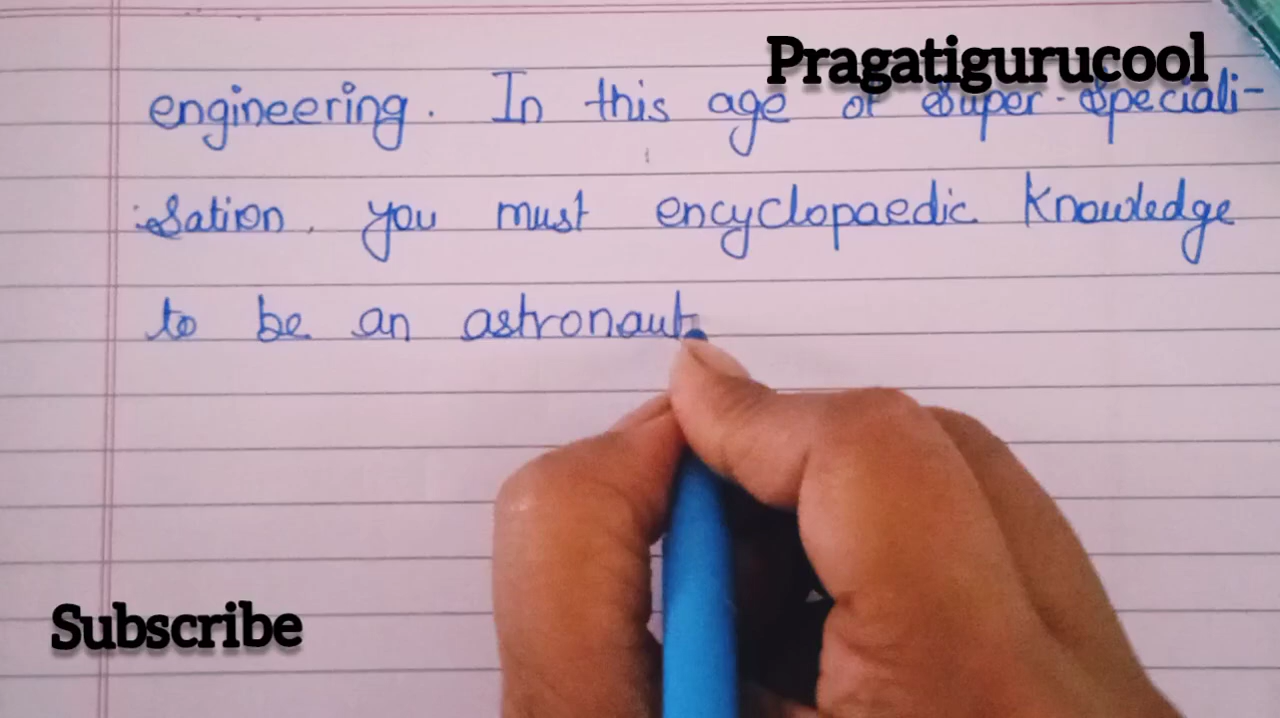 Pragatigurucool
engineering. In this age of Super-Speciali-
sation, you must encyclopaedic knowledge
to be an astronaut.
Subscribe